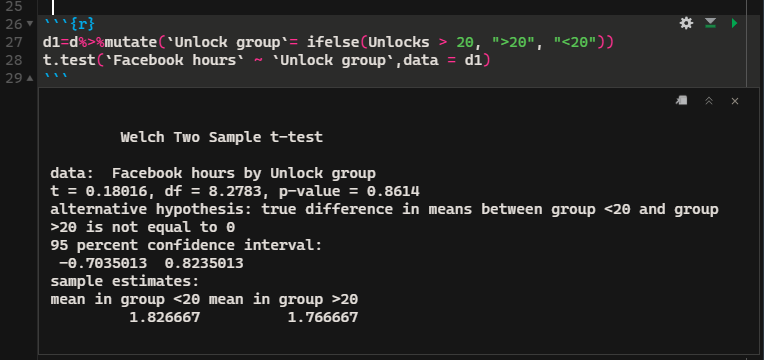 25
26 ```{r}
27 d1=d%>%mutate(`Unlock group`= ifelse(Unlocks > 20, ">20", "<20"))
28 t.test(`Facebook hours` ~ `Unlock group`,data = d1)
29 ```
Welch Two Sample t-test
data:  Facebook hours by Unlock group
t = 0.18016, df = 8.2783, p-value = 0.8614
alternative hypothesis: true difference in means between group <20 and group
>20 is not equal to 0
95 percent confidence interval:
-0.7035013  0.8235013
sample estimates:
mean in group <20 mean in group >20
1.826667          1.766667